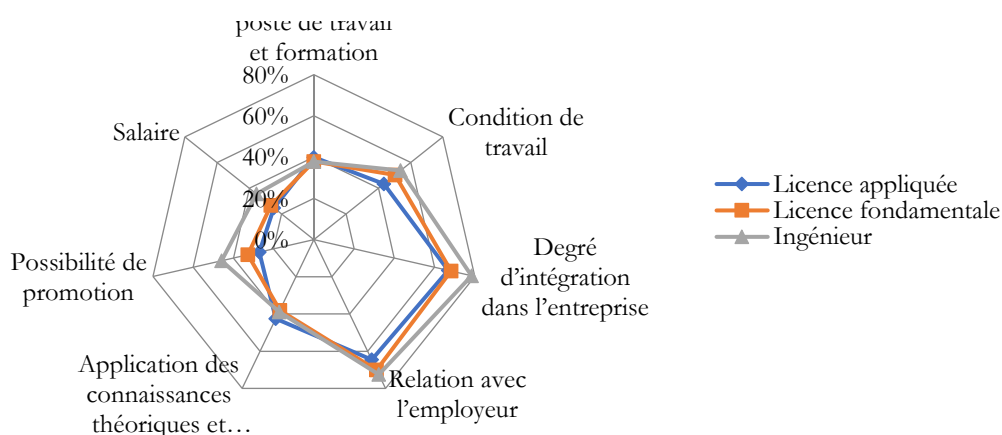 poste de travail
et formation
80%
60%
40%
20%
0%
Condition de
travail
Degré
d’intégration
dans l’entreprise
Relation avec
l’employeur
Application des
connaissances
théoriques et…
Possibilité de
promotion
Salaire
Licence appliquée
Licence fondamentale
Ingénieur